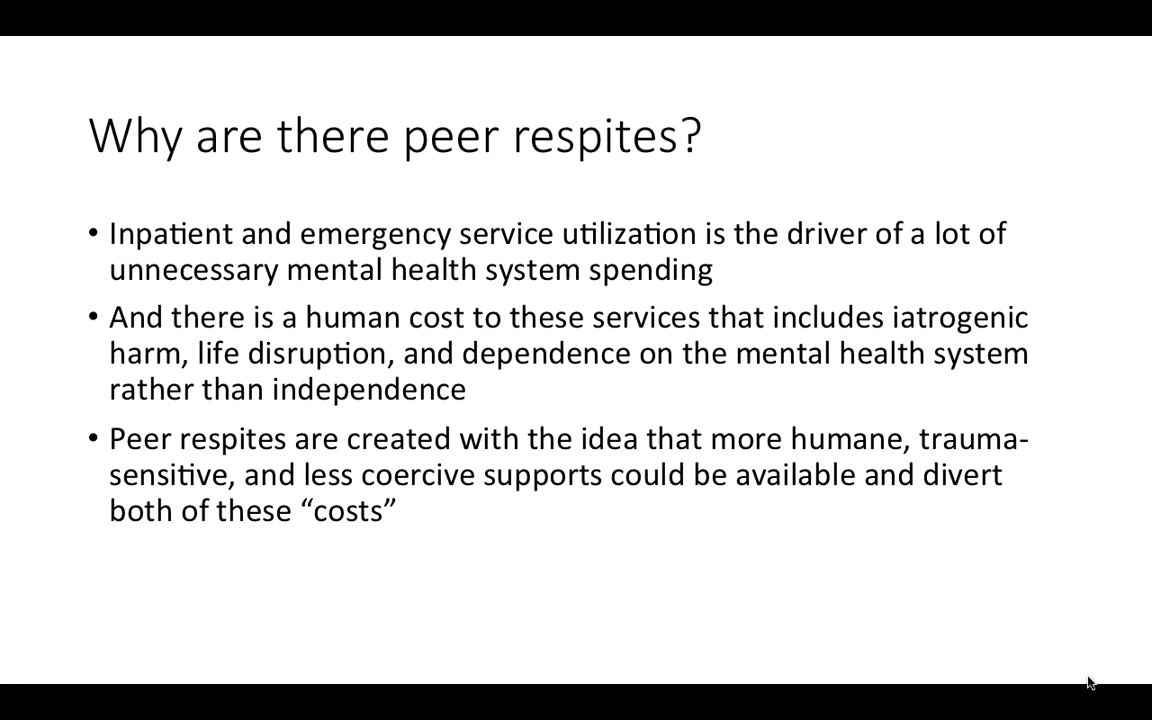 Why are there peer respites?
• Inpatient and emergency service utilization is the driver of a lot of
unnecessary mental health system spending
• And there is a human cost to these services that includes iatrogenic
harm, life disruption, and dependence on the mental health system
rather than independence
• Peer respites are created with the idea that more humane, trauma-
sensitive, and less coercive supports could be available and divert
both of these “costs”